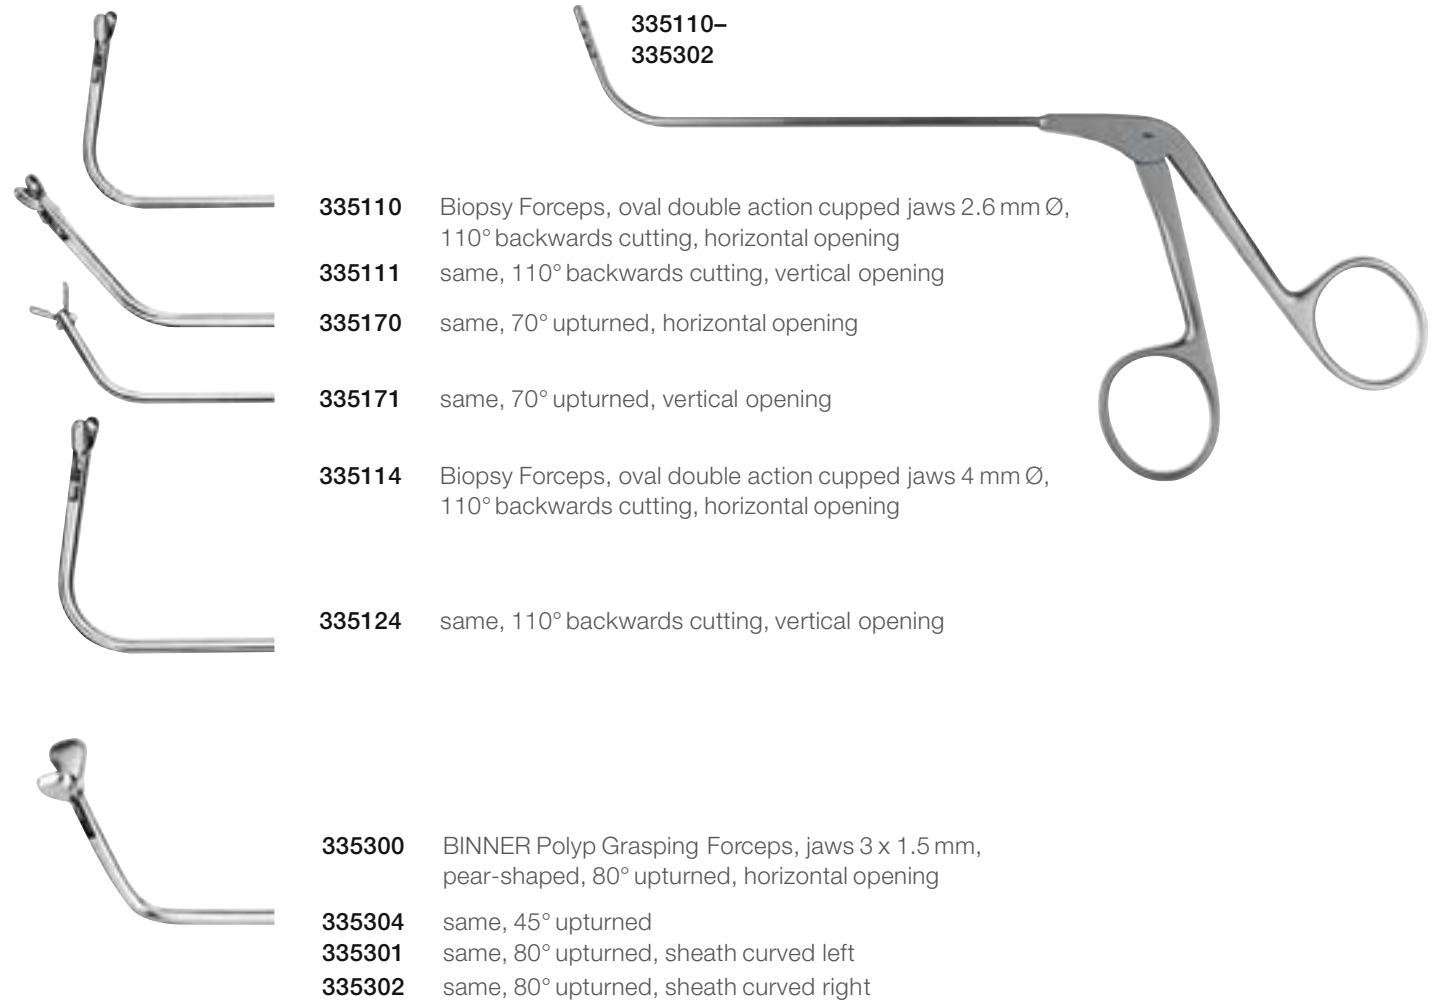 335110–
335302
335110 Biopsy Forceps, oval double action cupped jaws 2.6 mm Ø,
110° backwards cutting, horizontal opening
335111 same, 110° backwards cutting, vertical opening
335170 same, 70° upturned, horizontal opening
335171 same, 70° upturned, vertical opening
335114 Biopsy Forceps, oval double action cupped jaws 4 mm Ø,
110° backwards cutting, horizontal opening
335124 same, 110° backwards cutting, vertical opening
335300 BINNER Polyp Grasping Forceps, jaws 3 x 1.5 mm,
pear-shaped, 80° upturned, horizontal opening
335304 same, 45° upturned
335301 same, 80° upturned, sheath curved left
335302 same, 80° upturned, sheath curved right